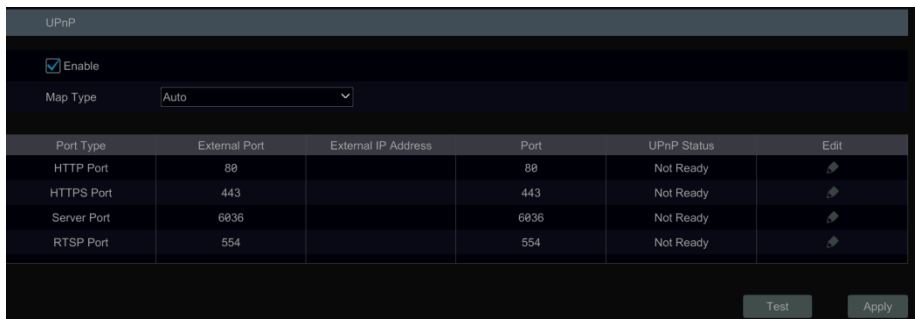 UPnP
Enable
Map Type Auto
Port Type External Port External IP Address Port UPnP Status Edit
HTTP Port 80 80 Not Ready
HTTPS Port 443 443 Not Ready
Server Port 6036 6036 Not Ready
RTSP Port 554 554 Not Ready
Test Apply